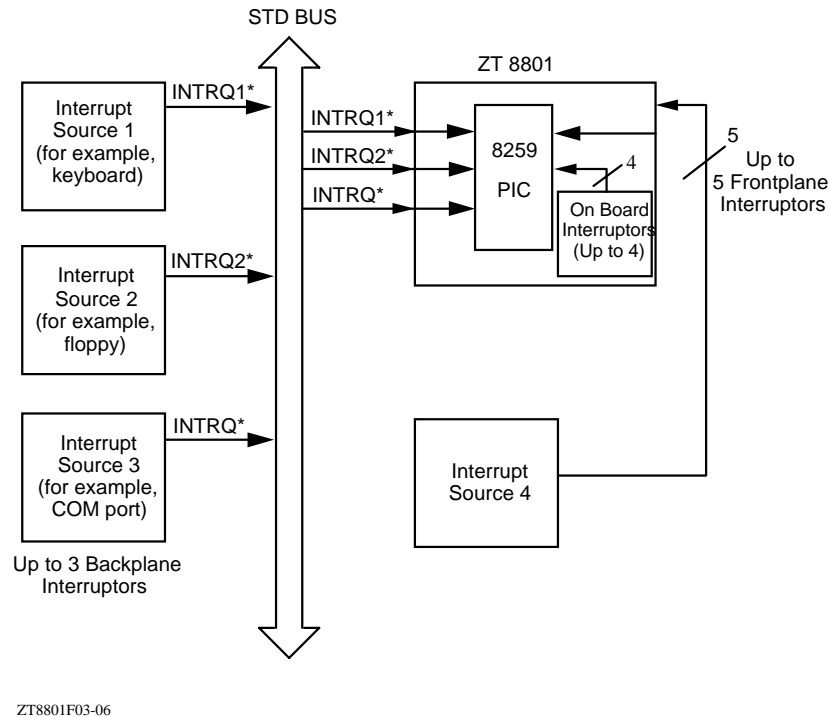 STD BUS
ZT 8801
INTRQ1*
Interrupt
Source 1
(for example,
keyboard)
INTRQ2*
Interrupt
Source 2
(for example,
floppy)
INTRQ*
Interrupt
Source 3
(for example,
COM port)
Up to 3 Backplane
Interruptors
INTRQ1*
INTRQ2*
INTRQ*
8259
PIC
4
On Board
Interruptors
(Up to 4)
5
Up to
5 Frontplane
Interruptors
Interrupt
Source 4
ZT8801F03-06